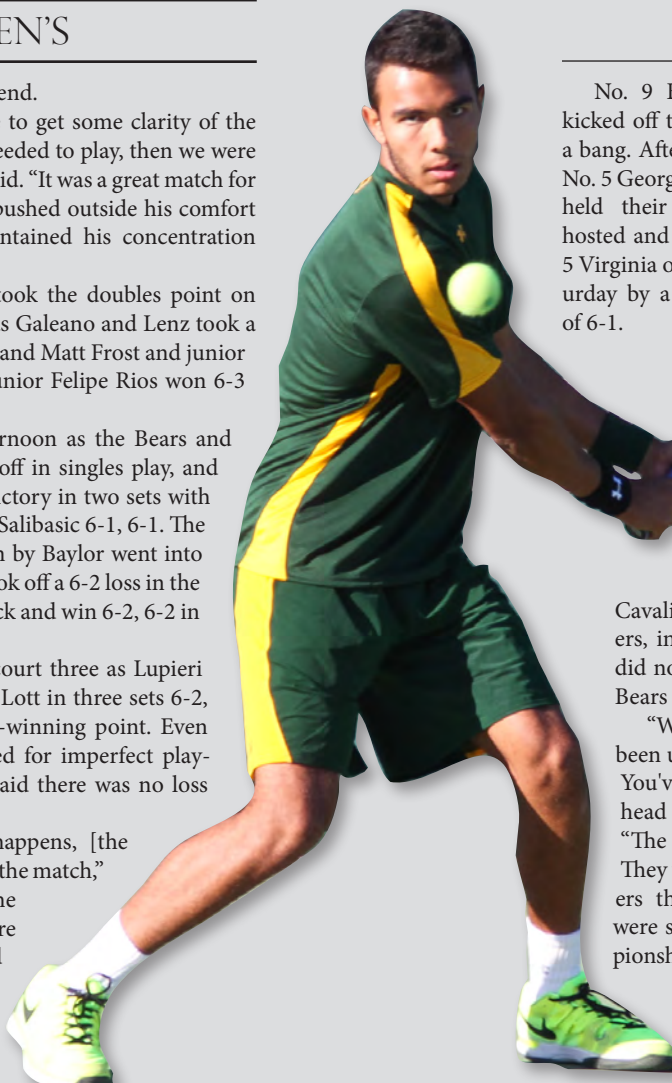 EN'S
end.
to get some clarity of the
eeded to play, then we were
id. “It was a great match for
pushed outside his comfort
ntained his concentration
took the doubles point on
s Galeano and Lenz took a
and Matt Frost and junior
unior Felipe Rios won 6-3
rnoon as the Bears and
off in singles play, and
ictory in two sets with
Salibasic 6-1, 6-1. The
n by Baylor went into
ok off a 6-2 loss in the
ck and win 6-2, 6-2 in
court three as Lupieri
Lott in three sets 6-2,
-winning point. Even
ed for imperfect play-
aid there was no loss
happens, [the
the match,”
ne
re
l
No. 9 B
kicked off t
a bang. Afte
No. 5 Georg
held their
hosted and
5 Virginia o
urday by a
of 6-1.
Cavali
ers, in
did no
Bears
“W
been u
You've
head
“The
They
ers th
were s
pionsh